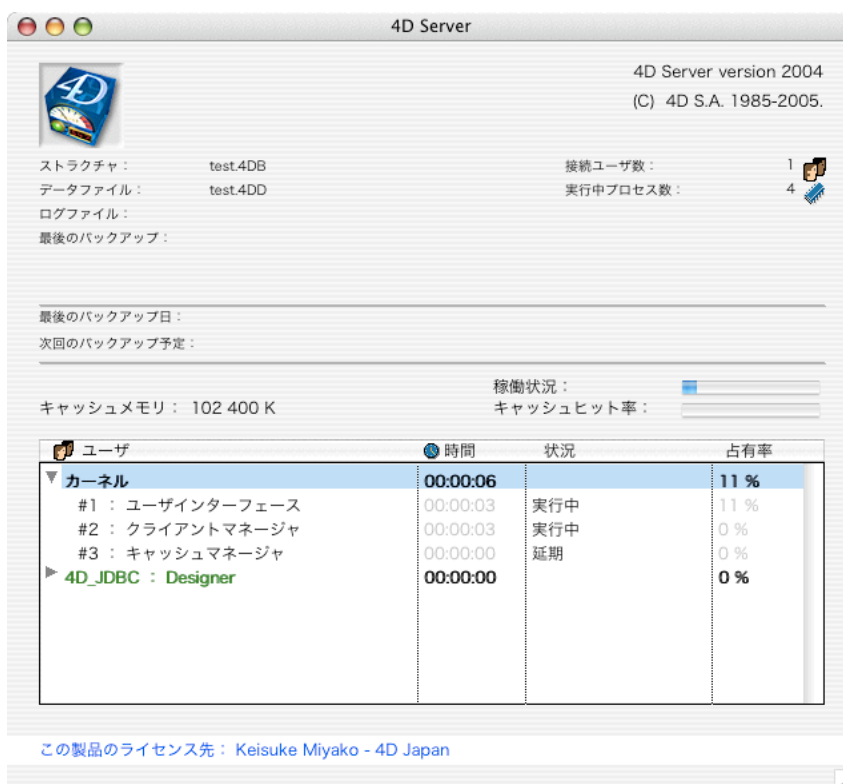 4D Server
4D Server version 2004
(C) 4D S.A. 1985-2005.
ストラクチャ： test.4DB 接続ユーザ数： 1
データファイル： test.4DD 実行中プロセス数： 4
ログファイル：
最後のバックアップ：
最後のバックアップ日：
次回のバックアップ予定：
稼働状況：
キャッシュメモリ： 102 400 K キャッシュヒット率：
ユーザ 時間 状況 占有率
カーネル 00:00:06 11 %
#1 ： ユーザインターフェース 00:00:03 実行中 11 %
#2 ： クライアントマネージャ 00:00:03 実行中 0 %
#3 ： キャッシュマネージャ 00:00:00 延期 0 %
4D_JDBC ： Designer 00:00:00 0 %
この製品のライセンス先： Keisuke Miyako - 4D Japan